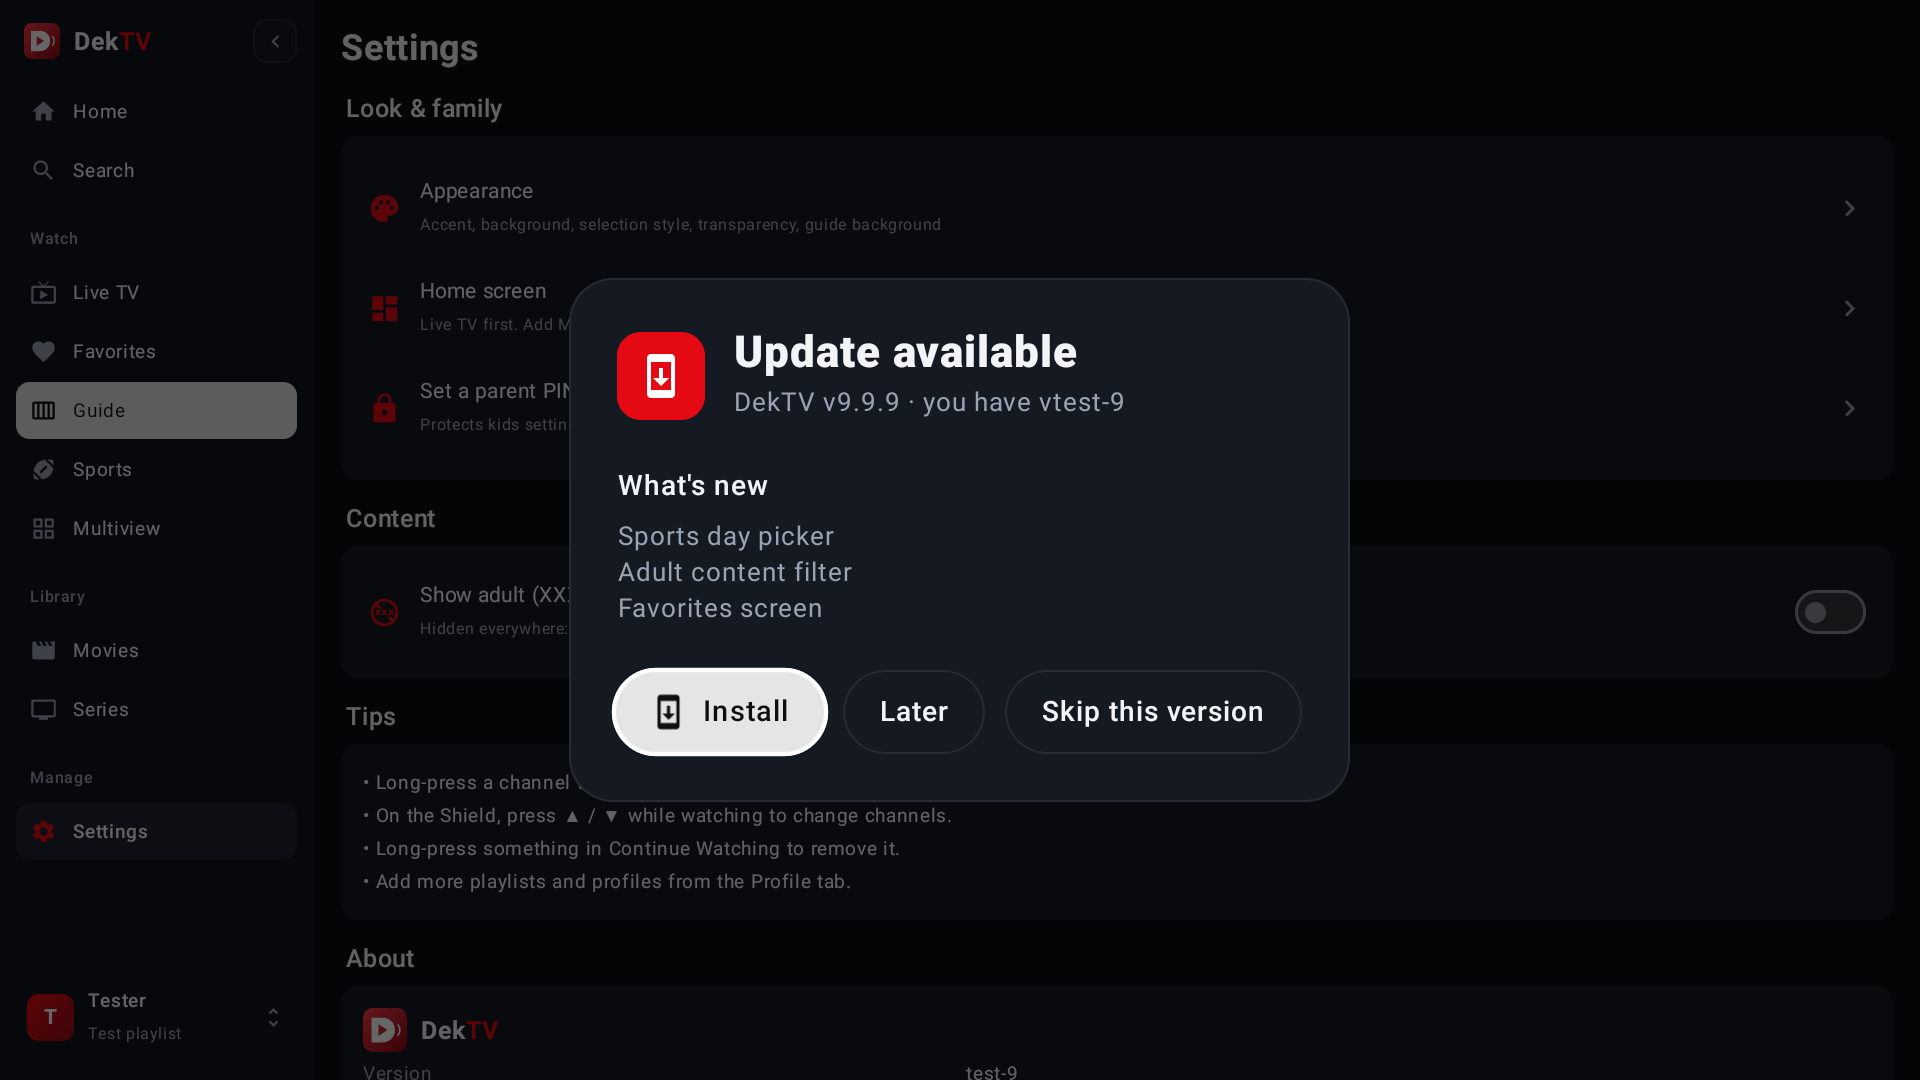 DekTV
Home
Search
Watch
Live TV
Favorites
Guide
Sports
Multiview
Library
Movies
Series
Manage
Settings
T
Tester
Test playlist
Settings
Look & family
Appearance
Accent, background, selection style, transparency, guide background
Home screen
Live TV first. Add
Set a parent PIN
Protects kids
Content
Show adult
Hidden everywhere:
Tips
• Long-press a channel
• On the Shield, press ▲ / ▼ while watching to change channels.
• Long-press something in Continue Watching to remove it.
• Add more playlists and profiles from the Profile tab.
About
DekTV
Version test-9
Update available
DekTV v9.9.9 · you have vtest-9
What's new
Sports day picker
Adult content filter
Favorites screen
Install
Later
Skip this version